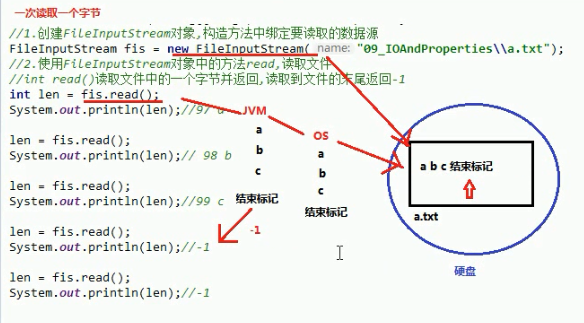 一次读取一个字节
//1.创建FileInputStream对象,构造方法中绑定要读取的数据源
FileInputStream fis = new FileInputStream( name: "09_IOAndProperties\\a.txt");
//2.使用FileInputStream对象中的方法read,读取文件
//int read()读取文件中的一个字节并返回,读取到文件的末尾返回-1
int len = fis.read();
System.out.println(len);//97 a
len = fis.read();
System.out.println(len);// 98 b
len = fis.read();
System.out.println(len);//99 c
len = fis.read();
System.out.println(len);//-1
len = fis.read();
System.out.println(len);//-1
JVM
a
b
c
结束标记
-1
OS
a
b
c
结束标记
a b c 结束标记
a.txt
硬盘